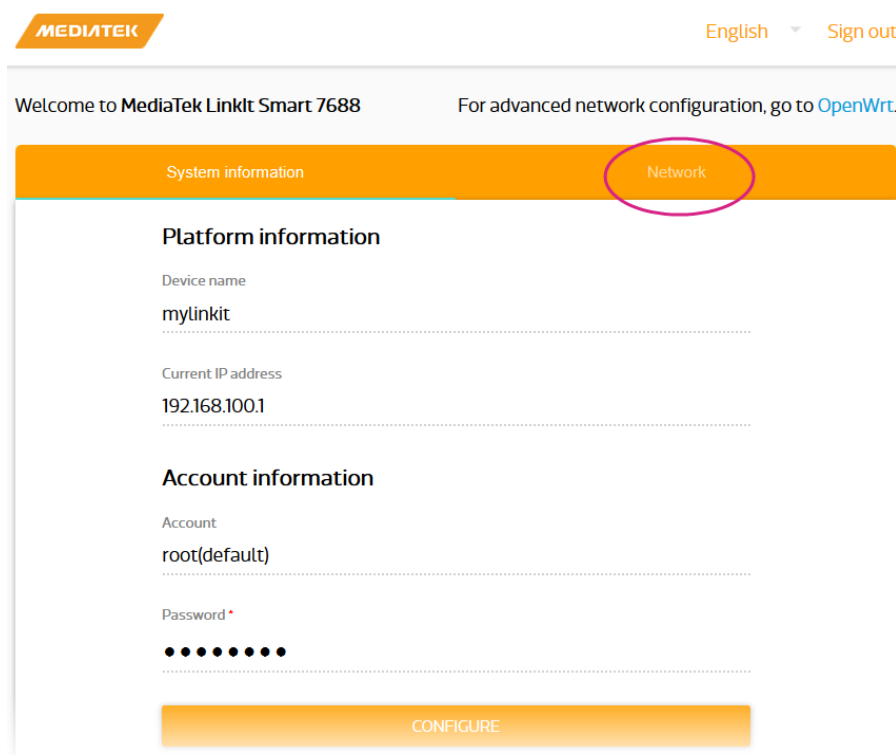 MEDIATEK
English Sign out
Welcome to MediaTek LinkIt Smart 7688 For advanced network configuration, go to OpenWrt.
System information Network
Platform information
Device name
mylinkit
Current IP address
192.168.100.1
Account information
Account
root(default)
Password *
●●●●●●●●
CONFIGURE